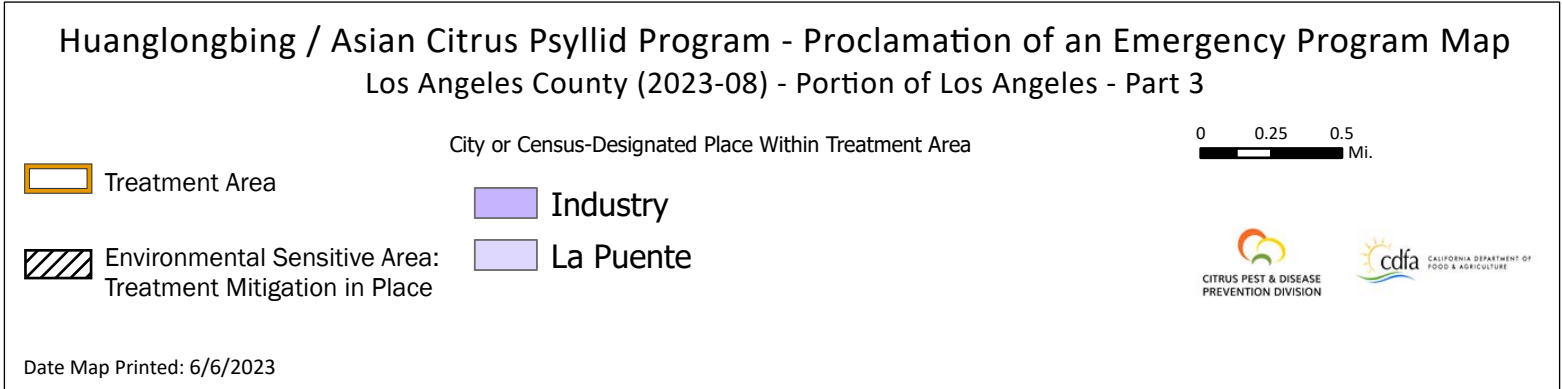 Huanglongbing / Asian Citrus Psyllid Program - Proclamation of an Emergency Program Map
Los Angeles County (2023-08) - Portion of Los Angeles - Part 3
City or Census-Designated Place Within Treatment Area
Treatment Area
Environmental Sensitive Area:
Treatment Mitigation in Place
Industry
La Puente
0 0.25 0.5
Mi.
CITRUS PEST & DISEASE
PREVENTION DIVISION
cdfa
CALIFORNIA DEPARTMENT OF
FOOD & AGRICULTURE
Date Map Printed: 6/6/2023